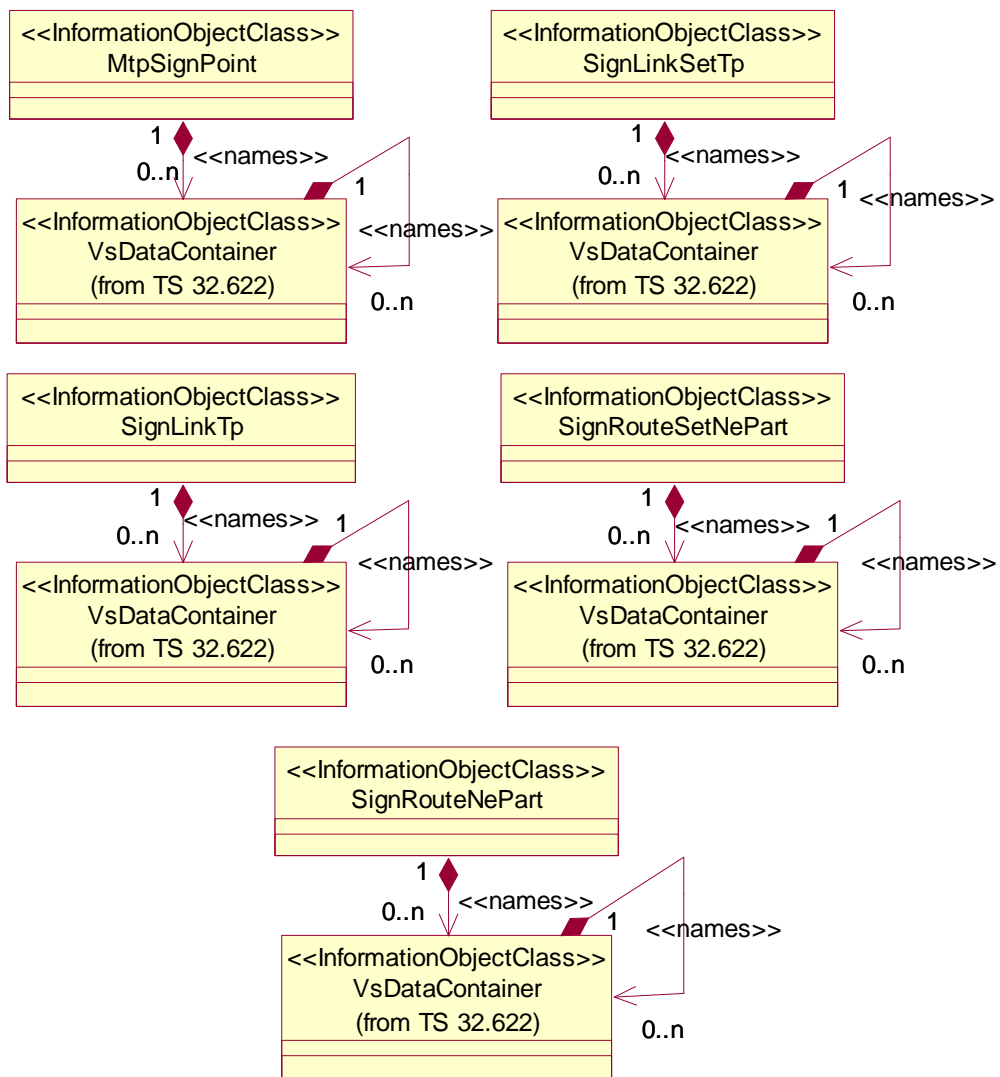 <<InformationObjectClass>>
MtpSignPoint
1
<<names>>
0..n
1
<<InformationObjectClass>>
VsDataContainer
(from TS 32.622)
<<names>>
0..n
<<InformationObjectClass>>
SignLinkSetTp
1
<<names>>
0..n
1
<<InformationObjectClass>>
VsDataContainer
(from TS 32.622)
<<names>>
0..n
<<InformationObjectClass>>
SignLinkTp
1
<<names>>
0..n
1
<<InformationObjectClass>>
VsDataContainer
(from TS 32.622)
<<names>>
0..n
<<InformationObjectClass>>
SignRouteSetNePart
1
<<names>>
0..n
1
<<InformationObjectClass>>
VsDataContainer
(from TS 32.622)
<<names>>
0..n
<<InformationObjectClass>>
SignRouteNePart
1
<<names>>
0..n
1
<<InformationObjectClass>>
VsDataContainer
(from TS 32.622)
<<names>>
0..n